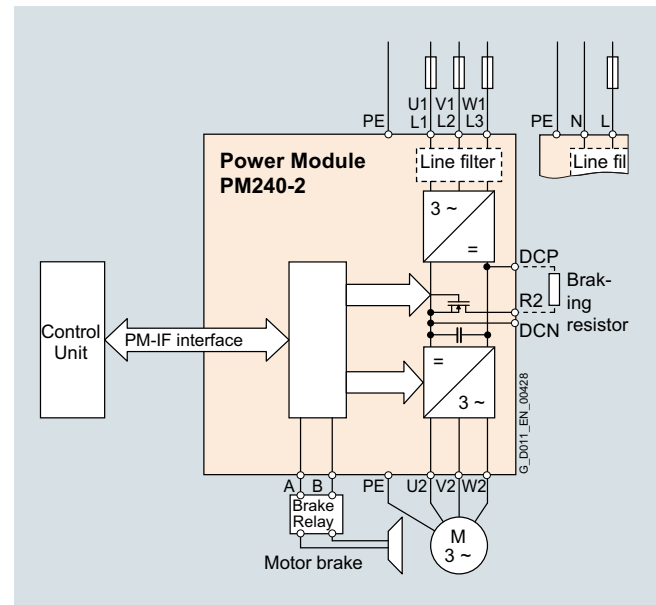 U1 V1 W1
PE L1 L2 L3
PE N L
Power Module
PM240-2
Line filter
Line fil
3 ~
=
DCP
Brak-
ing
resistor
R2
DCN
Control
Unit
PM-IF interface
=
3 ~
G_D011_EN_00428
A B PE U2 V2 W2
Brake
Relay
M
3 ~
Motor brake